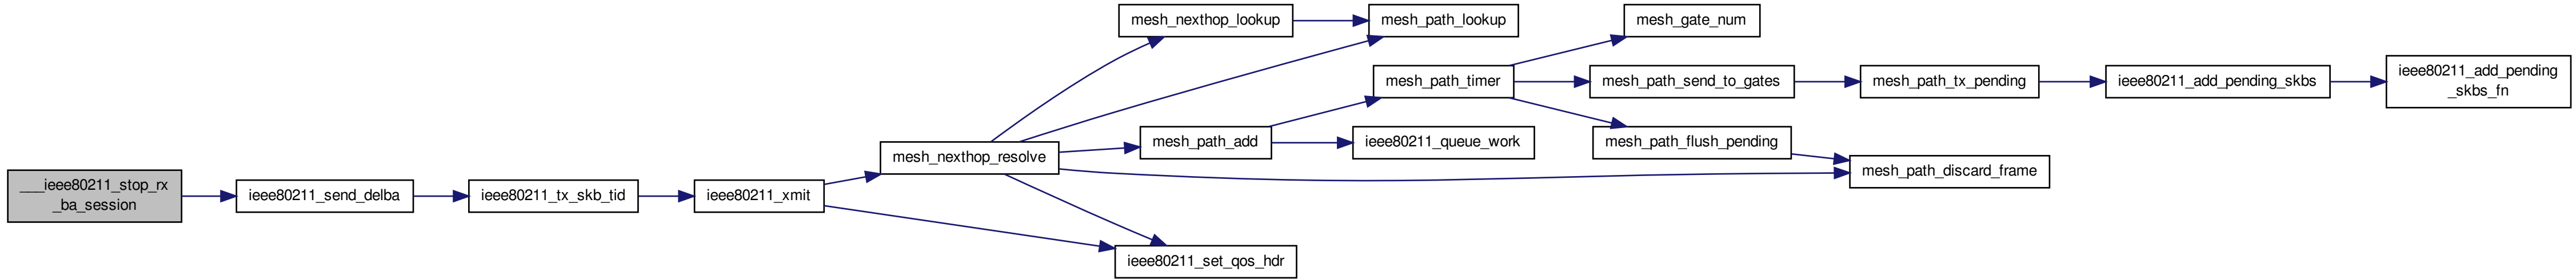 ___ieee80211_stop_rx
_ba_session
ieee80211_send_delba
ieee80211_tx_skb_tid
ieee80211_xmit
mesh_nexthop_resolve
mesh_nexthop_lookup
mesh_path_lookup
mesh_path_add
mesh_path_timer
ieee80211_queue_work
mesh_gate_num
mesh_path_send_to_gates
mesh_path_flush_pending
mesh_path_tx_pending
ieee80211_add_pending_skbs
ieee80211_add_pending
_skbs_fn
mesh_path_discard_frame
ieee80211_set_qos_hdr